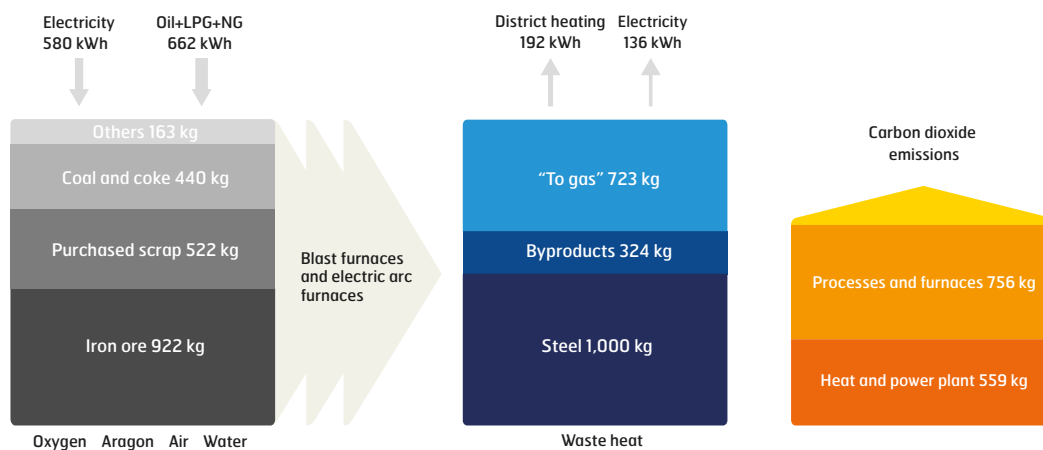 Electricity
580 kWh
Oil+LPG+NG
662 kWh
District heating
192 kWh
Electricity
136 kWh
Others 163 kg
Coal and coke 440 kg
Purchased scrap 522 kg
Iron ore 922 kg
Oxygen Aragon Air Water
Blast furnaces
and electric arc
furnaces
“To gas” 723 kg
Byproducts 324 kg
Steel 1,000 kg
Waste heat
Carbon dioxide
emissions
Processes and furnaces 756 kg
Heat and power plant 559 kg